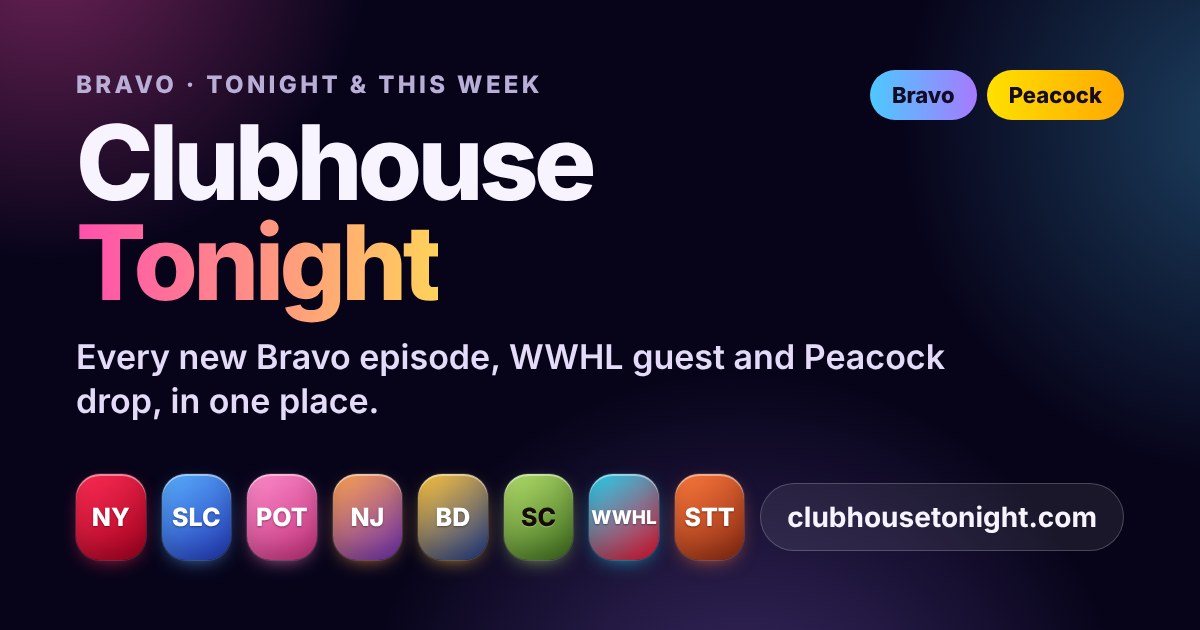 BRAVO · TONIGHT & THIS WEEK
Bravo
Peacock
Clubhouse
Tonight
Every new Bravo episode, WWHL guest and Peacock
drop, in one place.
NY SLC POT NJ BD SC WWHL STT clubhousetonight.com